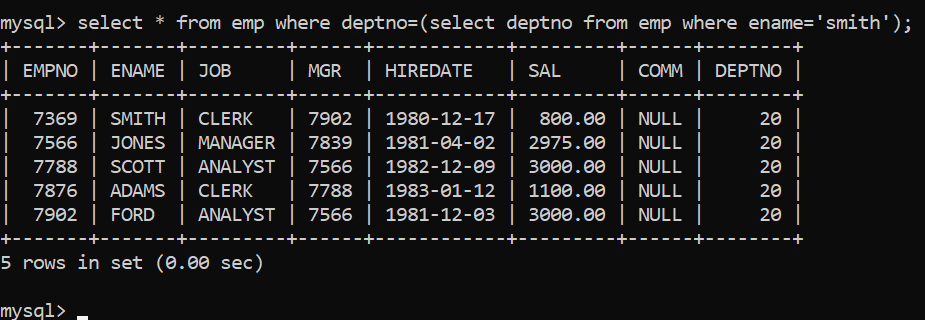 mysql> select * from emp where deptno=(select deptno from emp where ename='smith');
+-------+-------+---------+------+------------+---------+------+--------+
| EMPNO | ENAME | JOB     | MGR  | HIREDATE   | SAL     | COMM | DEPTNO |
+-------+-------+---------+------+------------+---------+------+--------+
|  7369 | SMITH | CLERK   | 7902 | 1980-12-17 |  800.00 | NULL |     20 |
|  7566 | JONES | MANAGER | 7839 | 1981-04-02 | 2975.00 | NULL |     20 |
|  7788 | SCOTT | ANALYST | 7566 | 1982-12-09 | 3000.00 | NULL |     20 |
|  7876 | ADAMS | CLERK   | 7788 | 1983-01-12 | 1100.00 | NULL |     20 |
|  7902 | FORD  | ANALYST | 7566 | 1981-12-03 | 3000.00 | NULL |     20 |
+-------+-------+---------+------+------------+---------+------+--------+
5 rows in set (0.00 sec)
mysql> _